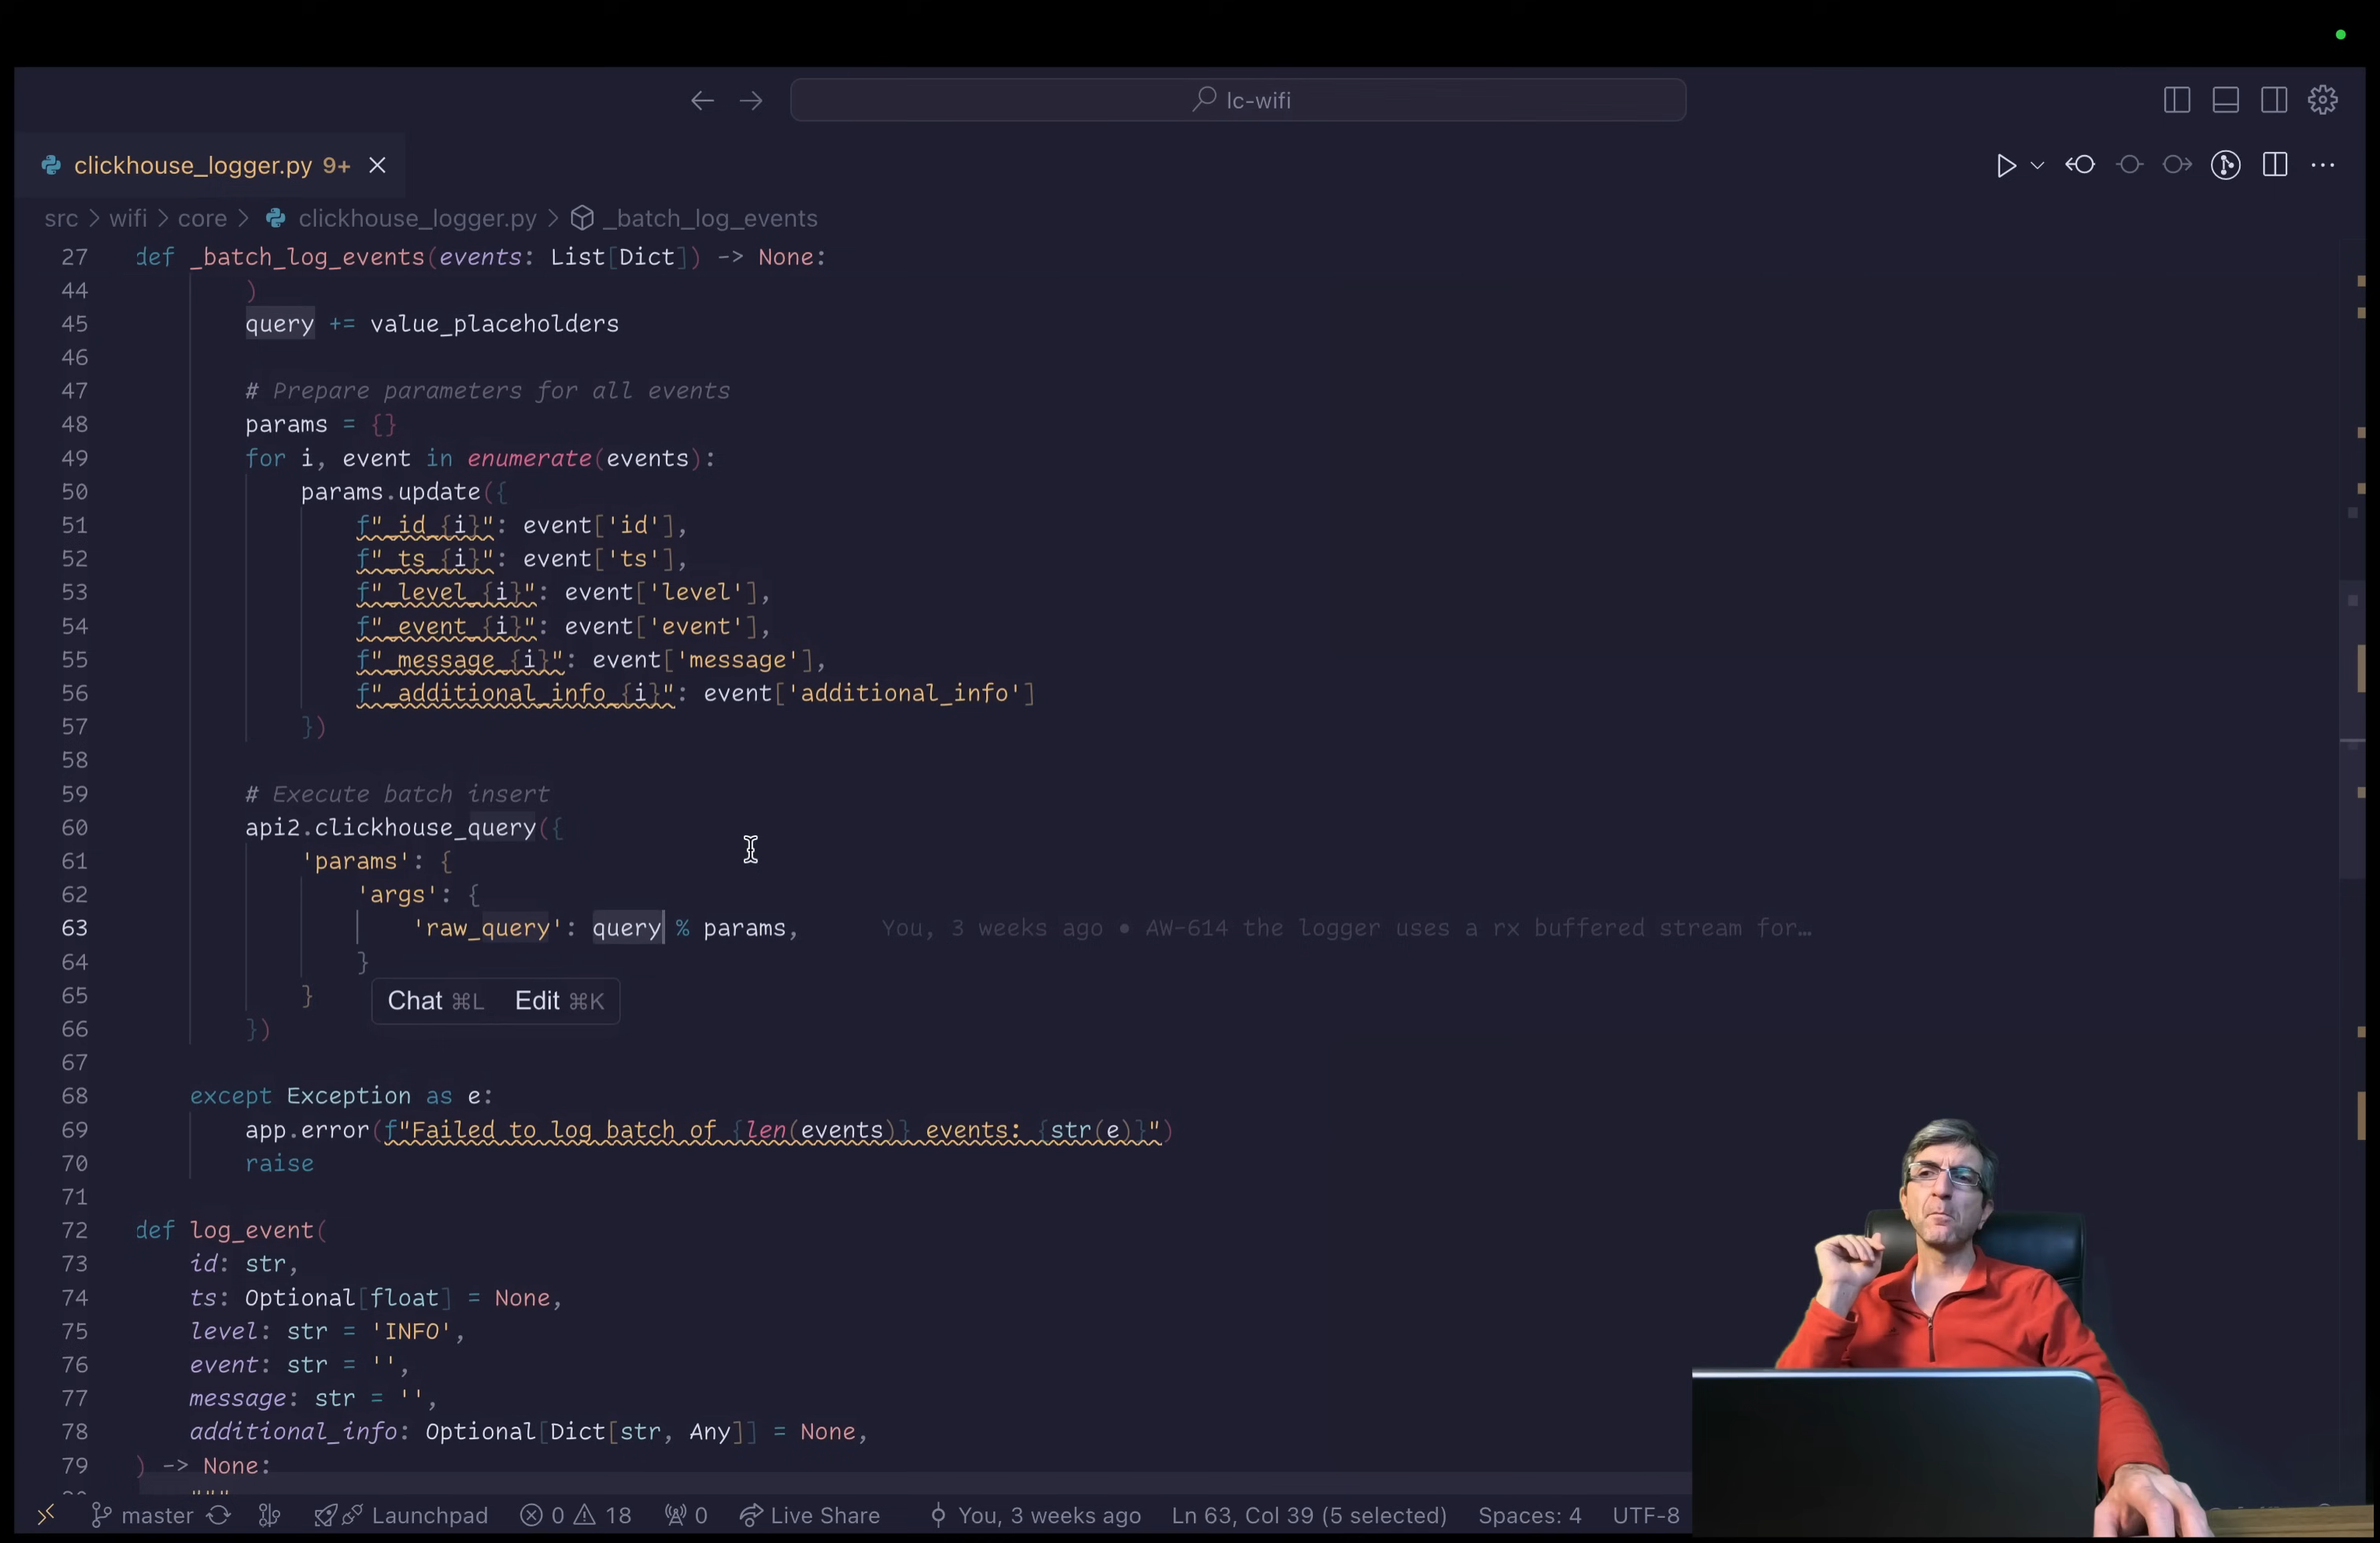 lc-wifi
clickhouse_logger.py 9+
src > wifi > core > clickhouse_logger.py > _batch_log_events
27 def _batch_log_events(events: List[Dict]) -> None:
44 )
45 query += value_placeholders
46
47 # Prepare parameters for all events
48 params = {}
49 for i, event in enumerate(events):
50 params.update({
51 f"_id_{i}": event['id'],
52 f"_ts_{i}": event['ts'],
53 f"_level_{i}": event['level'],
54 f"_event_{i}": event['event'],
55 f"_message_{i}": event['message'],
56 f"_additional_info_{i}": event['additional_info']
57 })
58
59 # Execute batch insert
60 api2.clickhouse_query({
61 'params': {
62 'args': {
63 'raw_query': query % params, You, 3 weeks ago • AW-614 the logger uses a rx buffered stream for…
64 }
65 }
Chat ⌘L Edit ⌘K
66 })
67
68 except Exception as e:
69 app.error(f"Failed to log batch of {len(events)} events: {str(e)}")
70 raise
71
72 def log_event(
73 id: str,
74 ts: Optional[float] = None,
75 level: str = 'INFO',
76 event: str = '',
77 message: str = '',
78 additional_info: Optional[Dict[str, Any]] = None,
79 ) -> None:
master Launchpad 0 18 0 Live Share You, 3 weeks ago Ln 63, Col 39 (5 selected) Spaces: 4 UTF-8